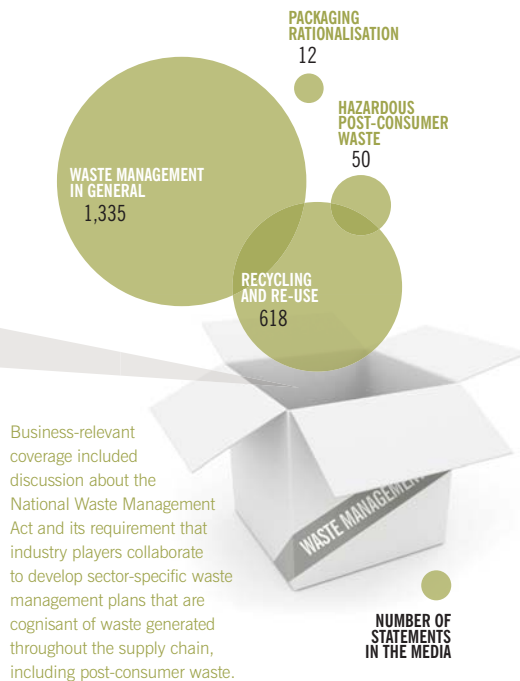 PACKAGING
RATIONALISATION
12
HAZARDOUS
POST-CONSUMER
WASTE
50
WASTE MANAGEMENT
IN GENERAL
1,335
RECYCLING
AND RE-USE
618
WASTE MANAGEMENT
Business-relevant
coverage included
discussion about the
National Waste Management
Act and its requirement that
industry players collaborate
to develop sector-specific waste
management plans that are
cognisant of waste generated
throughout the supply chain,
including post-consumer waste.
NUMBER OF
STATEMENTS
IN THE MEDIA